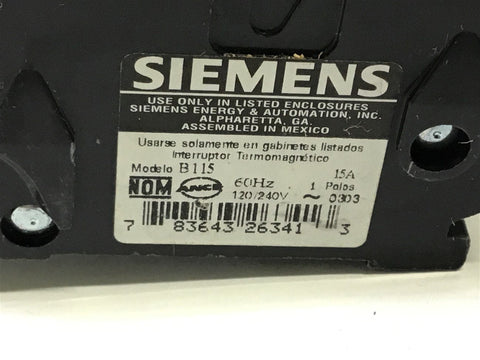 SIEMENS
USE ONLY IN LISTED ENCLOSURES
SIEMENS ENERGY & AUTOMATION, INC.
ALPHARETTA, GA.
ASSEMBLED IN MEXICO
Usarse solamente en gabinetes listados
Interruptor Termomagnético
Modelo B115 15A
NOM ANCE 60Hz 1 Polos
120/240V ~ 0303
7 83643 26341 3